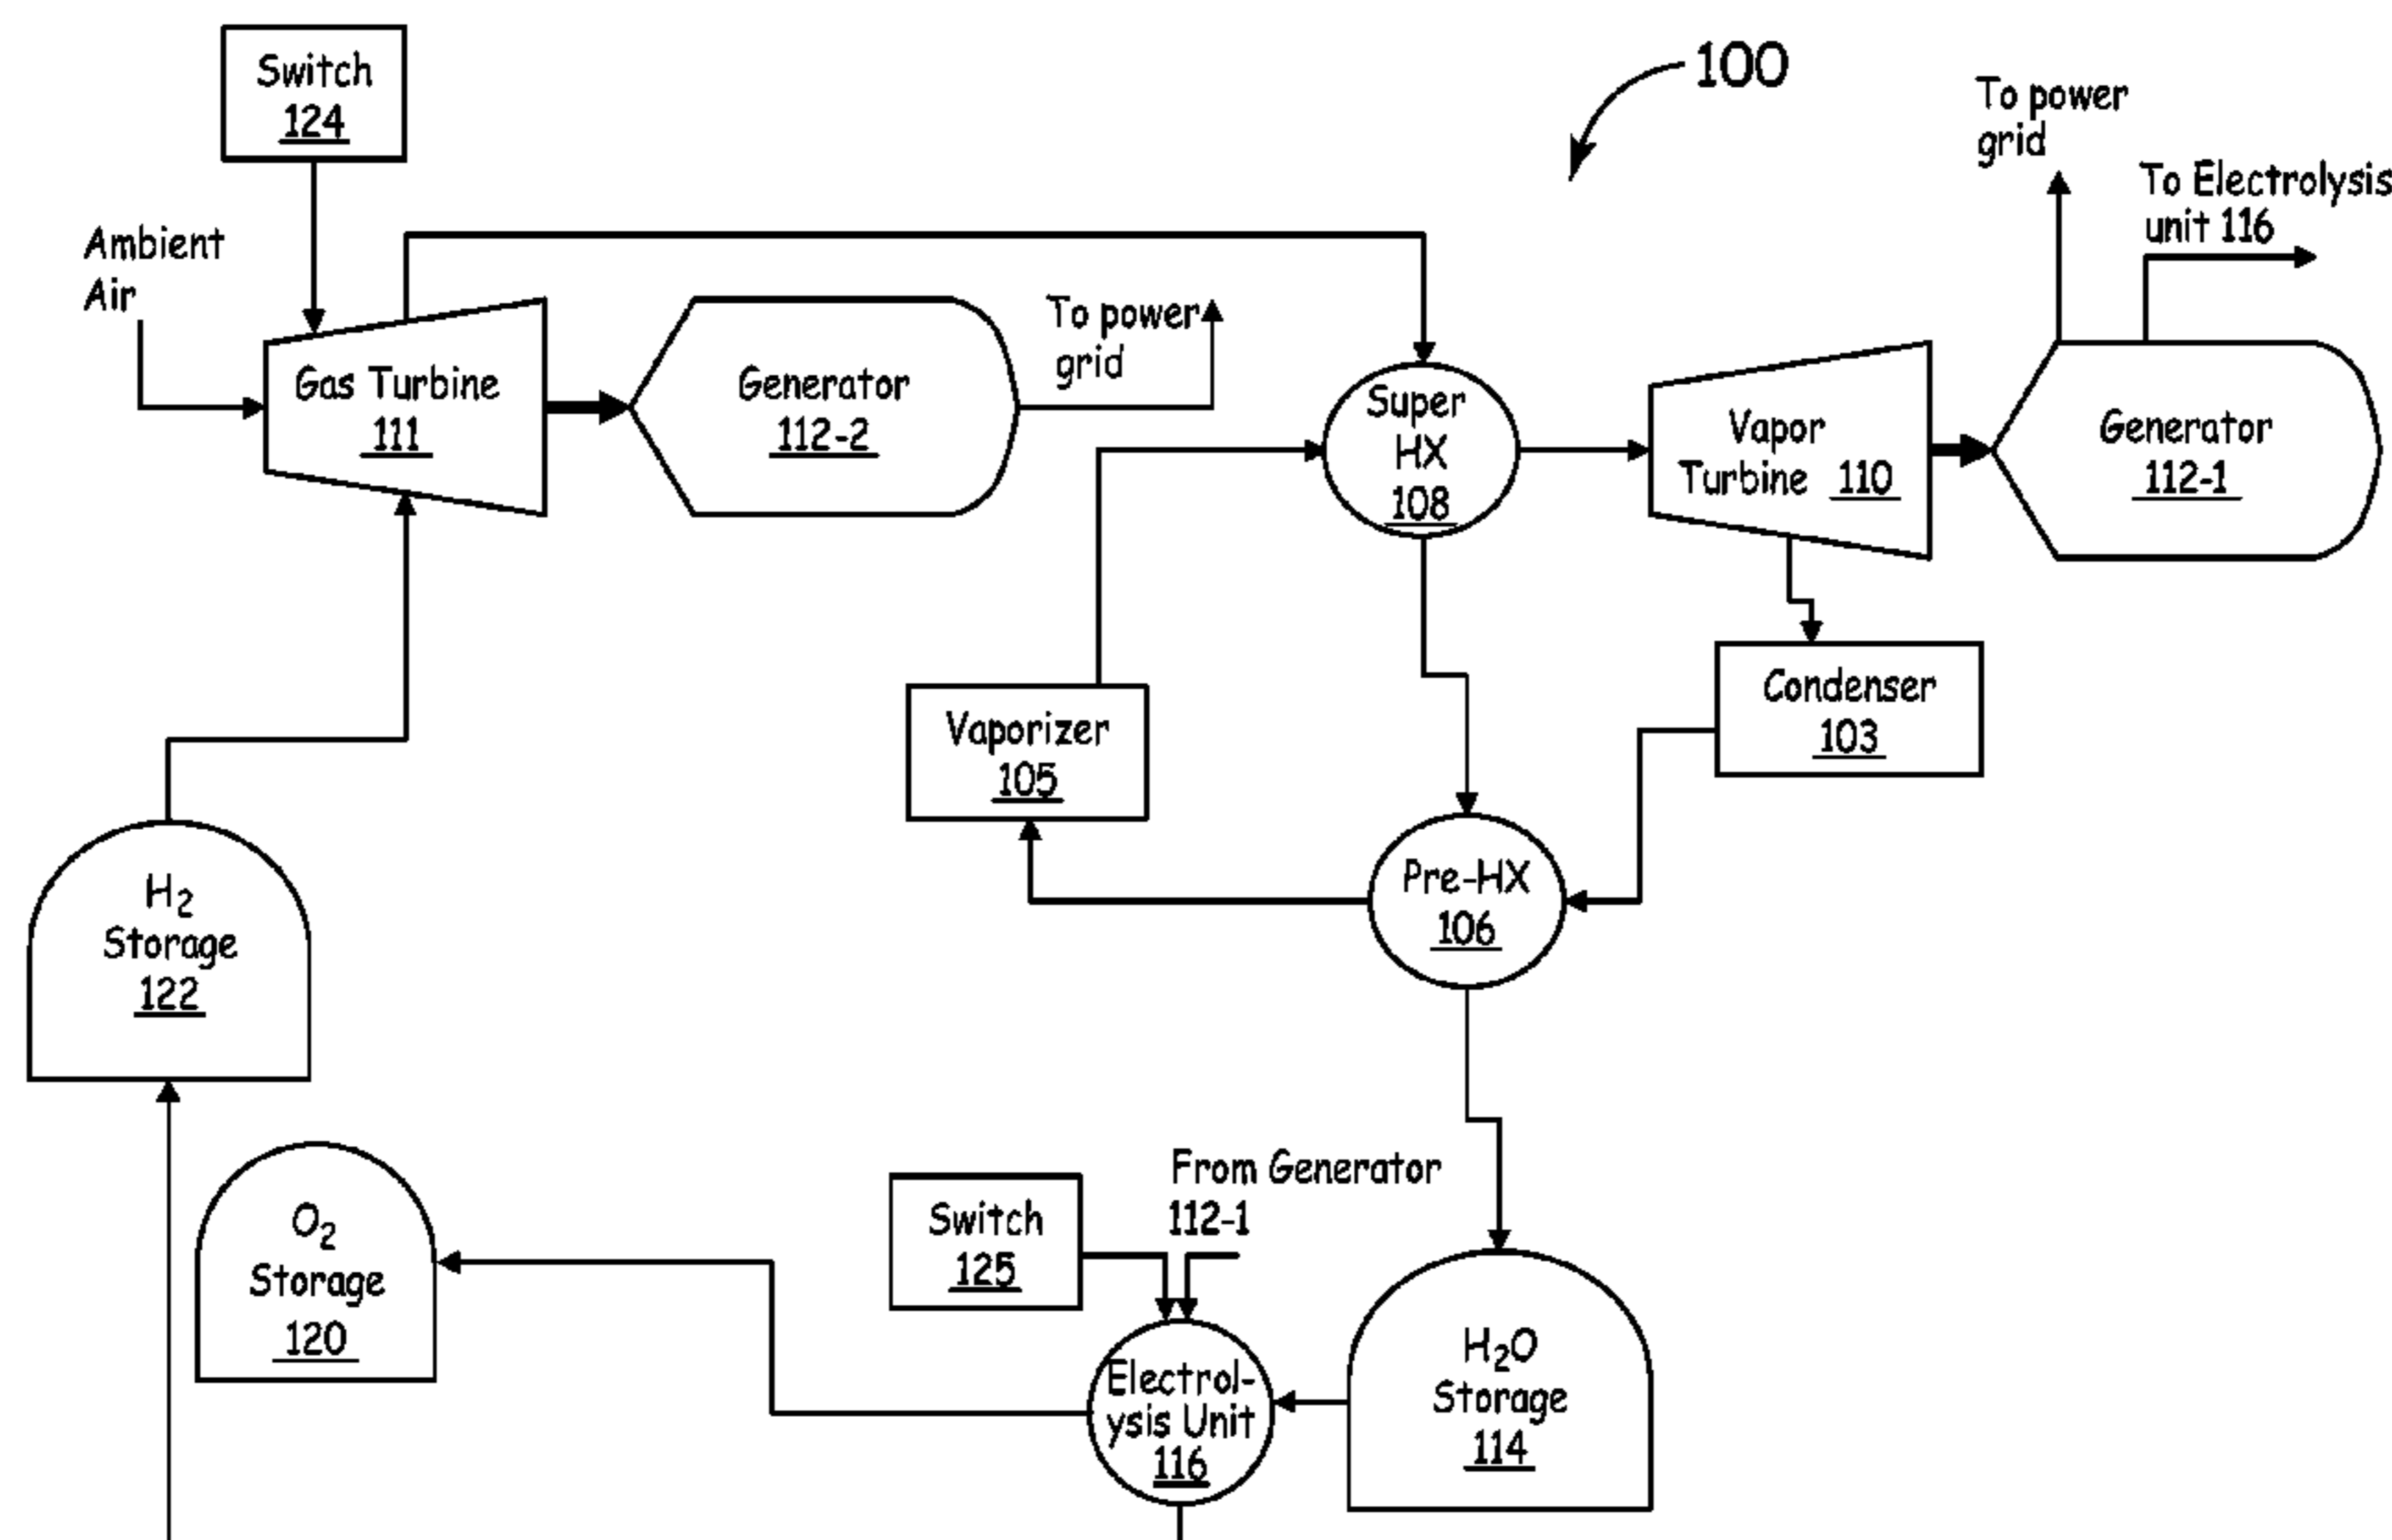 Switch
124
100
To power
grid
To Electrolysis
unit 116
Ambient
Air
Gas Turbine
111
Generator
112-2
To power
grid
Super
HX
108
Vapor
Turbine 110
Generator
112-1
Vaporizer
105
Condenser
103
H2
Storage
122
Pre-HX
106
O2
Storage
120
Switch
125
From Generator
112-1
Electrol-
ysis Unit
116
H2O
Storage
114